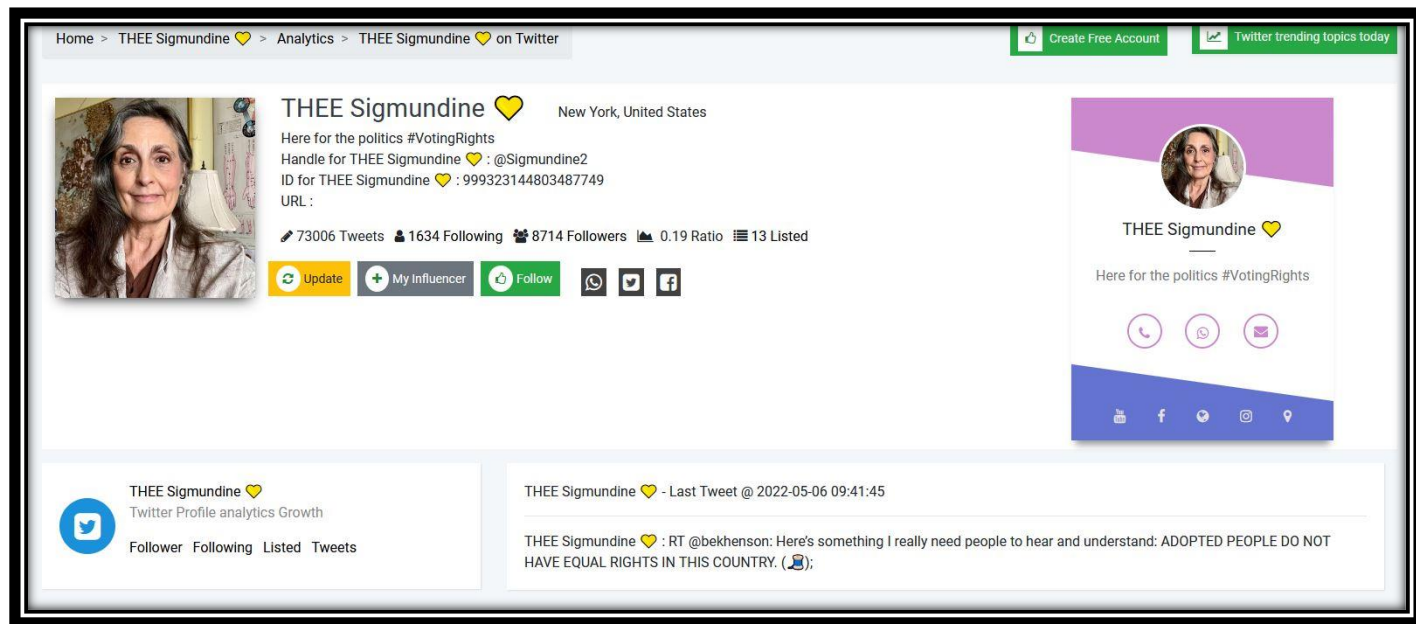 Home > THEE Sigmundine 💛 > Analytics > THEE Sigmundine 💛 on Twitter
Create Free Account
Twitter trending topics today
THEE Sigmundine 💛
New York, United States
Here for the politics #VotingRights
Handle for THEE Sigmundine 💛 : @Sigmundine2
ID for THEE Sigmundine 💛 : 999323144803487749
URL :
73006 Tweets 1634 Following 8714 Followers 0.19 Ratio 13 Listed
Update
My Influencer
Follow
THEE Sigmundine 💛
Here for the politics #VotingRights
THEE Sigmundine 💛
Twitter Profile analytics Growth
Follower Following Listed Tweets
THEE Sigmundine 💛 - Last Tweet @ 2022-05-06 09:41:45
THEE Sigmundine 💛 : RT @bekhenson: Here's something I really need people to hear and understand: ADOPTED PEOPLE DO NOT
HAVE EQUAL RIGHTS IN THIS COUNTRY. (🧵);